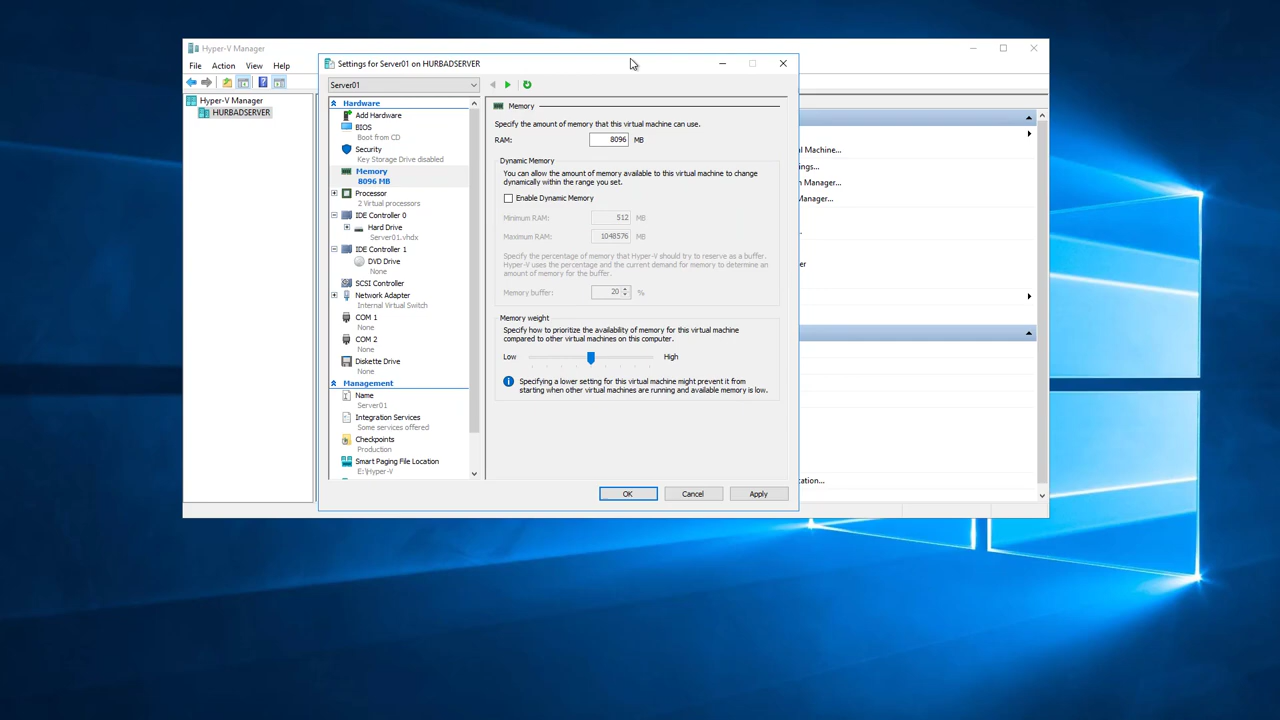 Hyper-V Manager
File Action View Help
Hyper-V Manager
HURBADSERVER
Settings for Server01 on HURBADSERVER
Server01
Hardware
Add Hardware
BIOS
Boot from CD
Security
Key Storage Drive disabled
Memory
8096 MB
Processor
2 Virtual processors
IDE Controller 0
Hard Drive
Server01.vhdx
IDE Controller 1
DVD Drive
None
SCSI Controller
Network Adapter
Internal Virtual Switch
COM 1
None
COM 2
None
Diskette Drive
None
Management
Name
Server01
Integration Services
Some services offered
Checkpoints
Production
Smart Paging File Location
E:\Hyper-V
Memory
Specify the amount of memory that this virtual machine can use.
RAM: 8096 MB
Dynamic Memory
You can allow the amount of memory available to this virtual machine to change
dynamically within the range you set.
Enable Dynamic Memory
Minimum RAM: 512 MB
Maximum RAM: 1048576 MB
Specify the percentage of memory that Hyper-V should try to reserve as a buffer.
Hyper-V uses the percentage and the current demand for memory to determine an
amount of memory for the buffer.
Memory buffer: 20 %
Memory weight
Specify how to prioritize the availability of memory for this virtual machine
compared to other virtual machines on this computer.
Low High
Specifying a lower setting for this virtual machine might prevent it from
starting when other virtual machines are running and available memory is low.
OK Cancel Apply
al Machine...
ngs...
n Manager...
Manager...
er
ation...